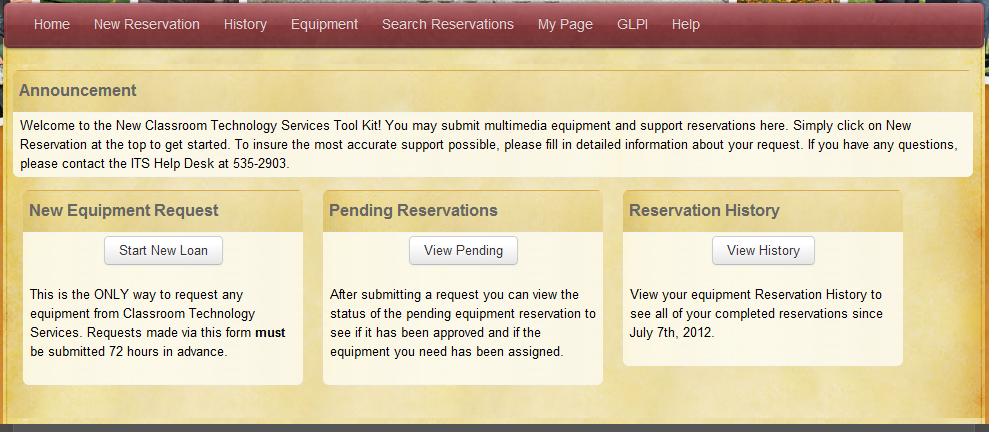 Home New Reservation History Equipment Search Reservations My Page GLPI Help
Announcement
Welcome to the New Classroom Technology Services Tool Kit! You may submit multimedia equipment and support reservations here. Simply click on New
Reservation at the top to get started. To insure the most accurate support possible, please fill in detailed information about your request. If you have any questions,
please contact the ITS Help Desk at 535-2903.
New Equipment Request
Start New Loan
This is the ONLY way to request any
equipment from Classroom Technology
Services. Requests made via this form must
be submitted 72 hours in advance.
Pending Reservations
View Pending
After submitting a request you can view the
status of the pending equipment reservation to
see if it has been approved and if the
equipment you need has been assigned.
Reservation History
View History
View your equipment Reservation History to
see all of your completed reservations since
July 7th, 2012.